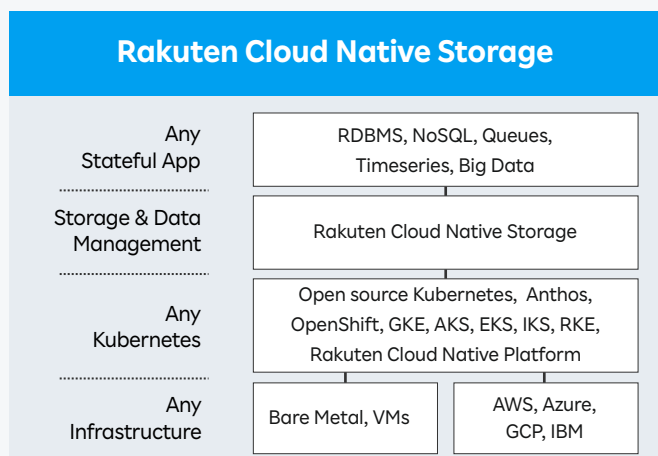 Rakuten Cloud Native Storage
Any
Stateful App
RDBMS, NoSQL, Queues,
Timeseries, Big Data
Storage & Data
Management
Rakuten Cloud Native Storage
Any
Kubernetes
Open source Kubernetes, Anthos,
OpenShift, GKE, AKS, EKS, IKS, RKE,
Rakuten Cloud Native Platform
Any
Infrastructure
Bare Metal, VMs
AWS, Azure,
GCP, IBM